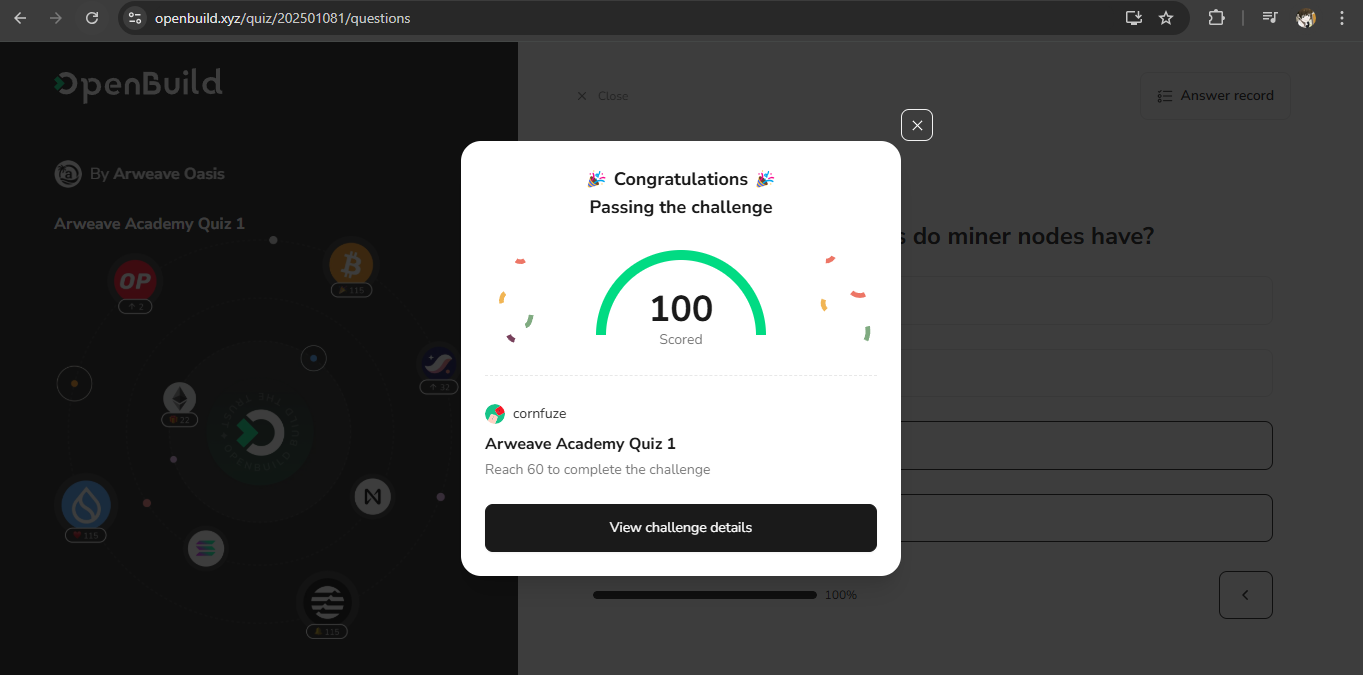 openbuild.xyz/quiz/202501081/questions
OpenBuild
Close
Answer record
By Arweave Oasis
Arweave Academy Quiz 1
OP
2
115
32
22
115
115
OPENBUILD
s do miner nodes have?
Congratulations
Passing the challenge
100
Scored
cornfuze
Arweave Academy Quiz 1
Reach 60 to complete the challenge
View challenge details
100%